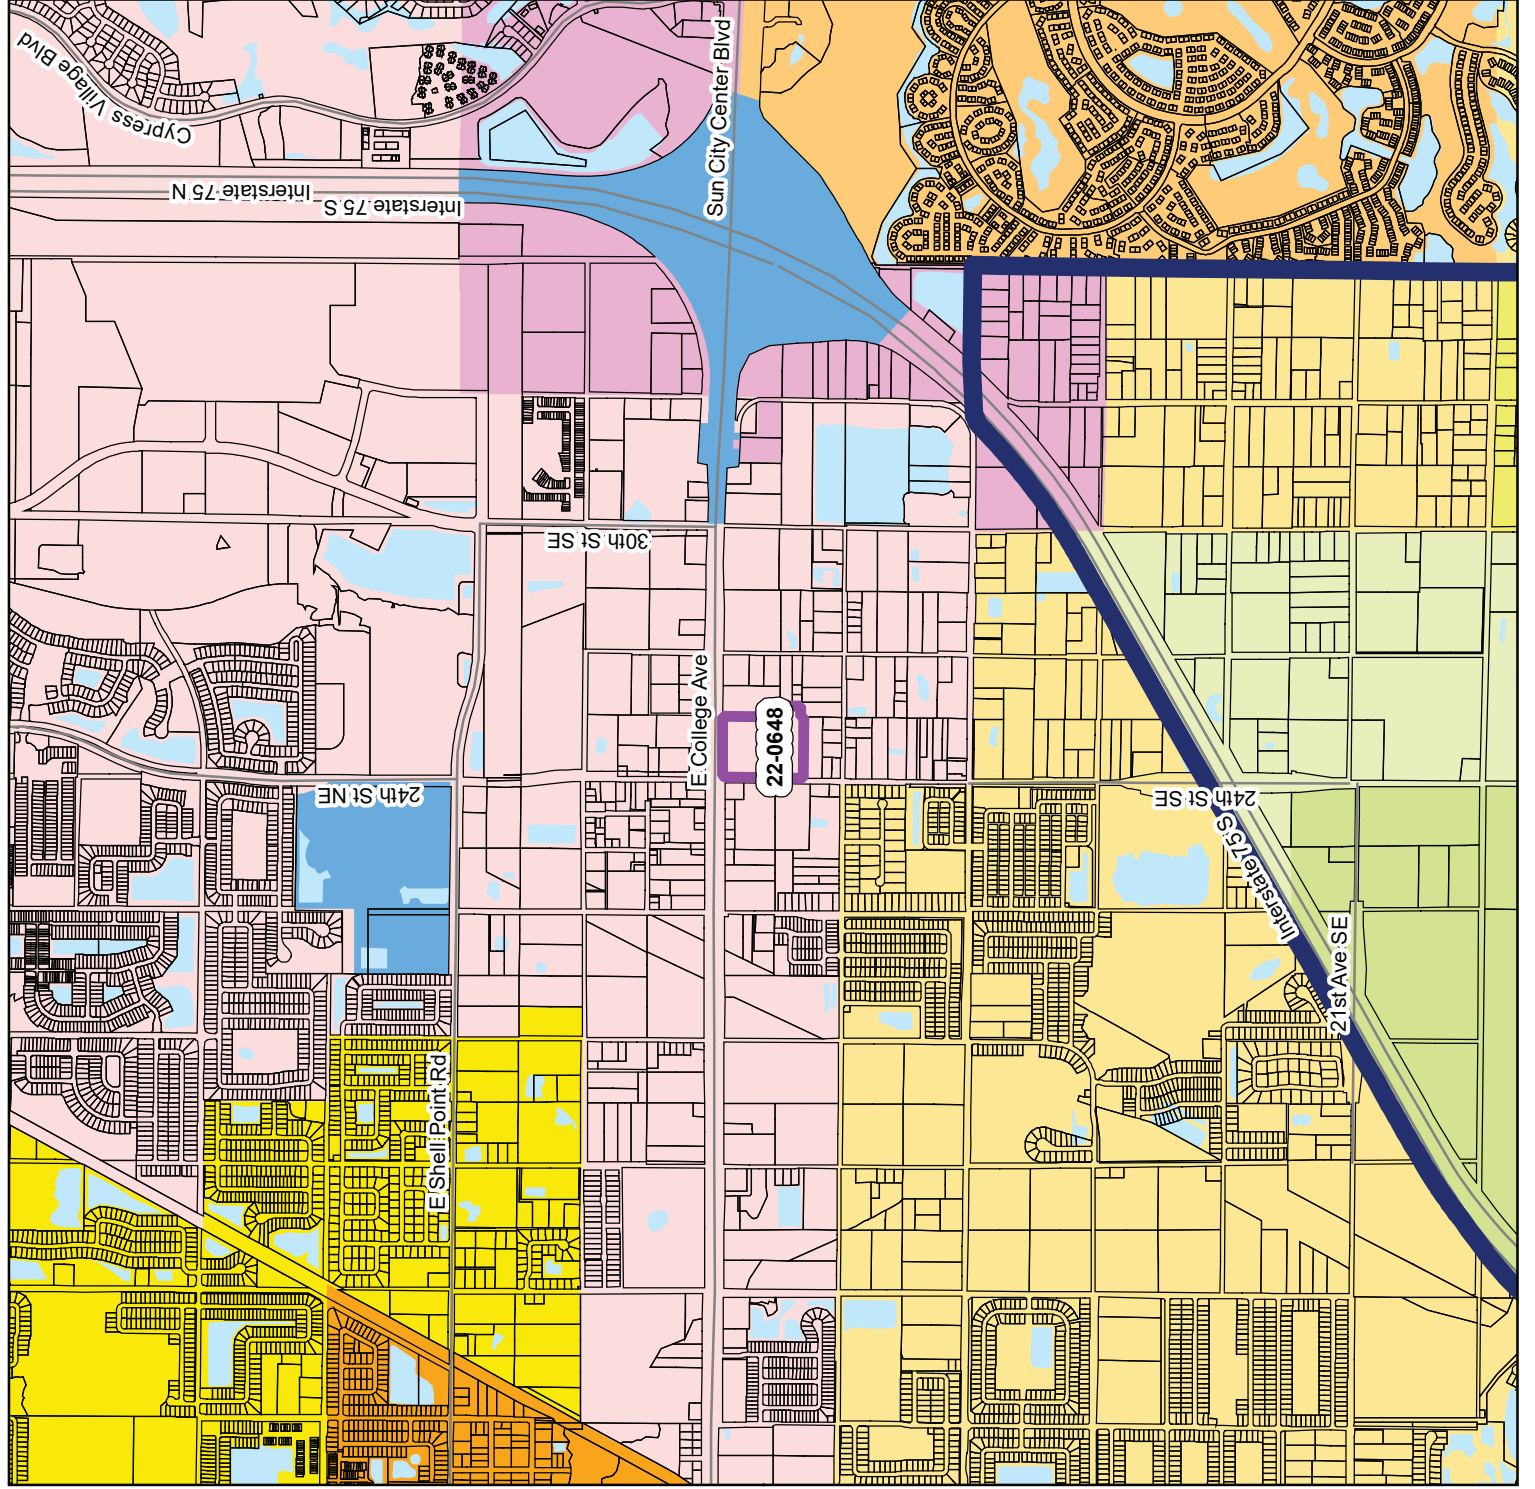 Cypress Village Blvd
Sun City Center Blvd
Interstate 75 N
Interstate 75 S
30th St SE
E College Ave
22-0648
24th St NE
24th St SE
Interstate 75 S
21st Ave SE
E Shell Point Rd